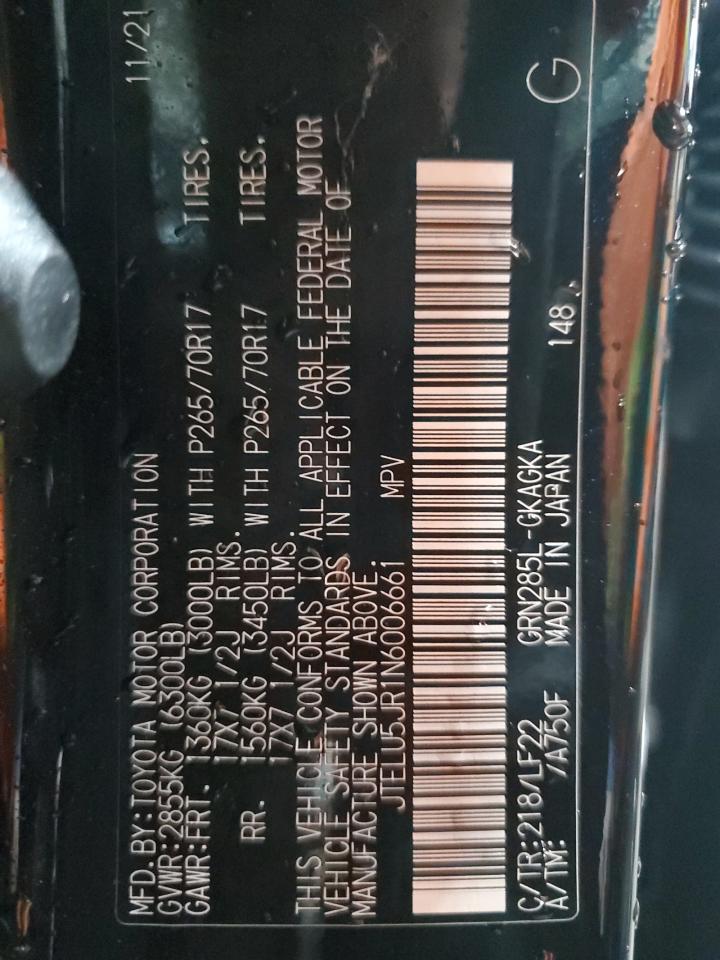 MFD. BY: TOYOTA MOTOR CORPORATION 11/21
GVWR: 2855KG (6300LB)
GAWR: FRT. 1360KG (3000LB) WITH P265/70R17 TIRES.
17X7 1/2J RIMS.
RR. 1560KG (3450LB) WITH P265/70R17 TIRES.
17X7 1/2J RIMS.
THIS VEHICLE CONFORMS TO ALL APPLICABLE FEDERAL MOTOR
VEHICLE SAFETY STANDARDS IN EFFECT ON THE DATE OF
MANUFACTURE SHOWN ABOVE.
JTELU5JR1N6006661 MPV
C/TR: 218/LF22 GRN285L-GKAGKA
A/TM: /A750F MADE IN JAPAN 148 G